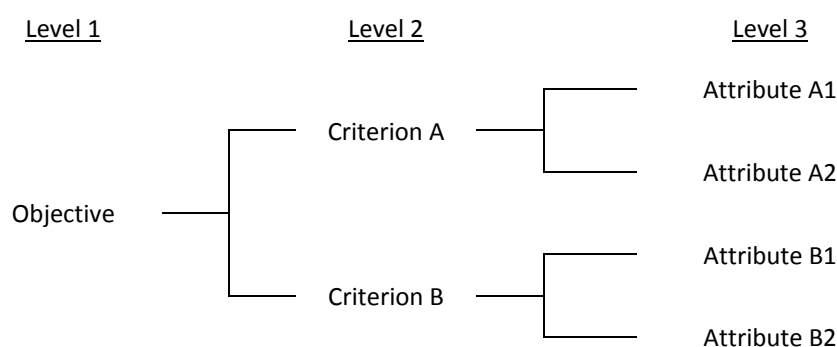 Level 1 Level 2 Level 3
Attribute A1
Criterion A
Attribute A2
Objective
Attribute B1
Criterion B
Attribute B2